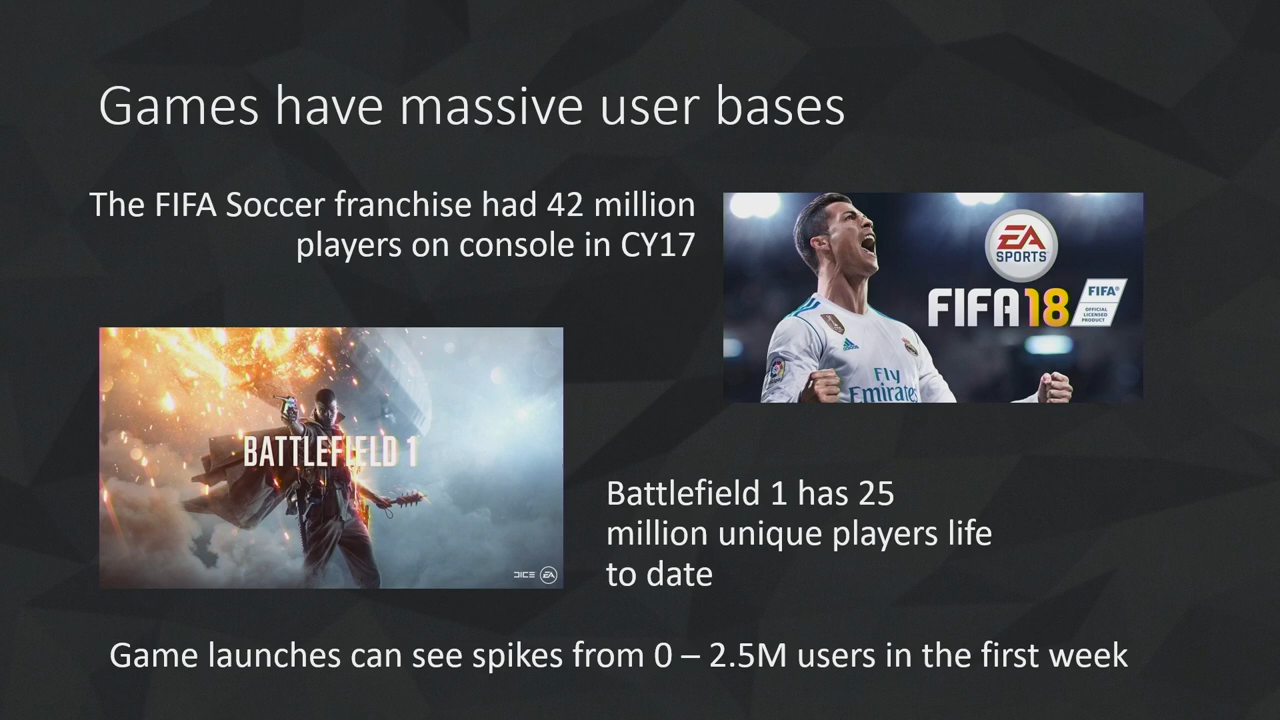 Games have massive user bases
The FIFA Soccer franchise had 42 million
players on console in CY17
EA
SPORTS
FIFA 18
FIFA®
OFFICIAL
LICENSED
PRODUCT
Fly
Emirates
BATTLEFIELD 1
DICE EA
Battlefield 1 has 25
million unique players life
to date
Game launches can see spikes from 0 – 2.5M users in the first week